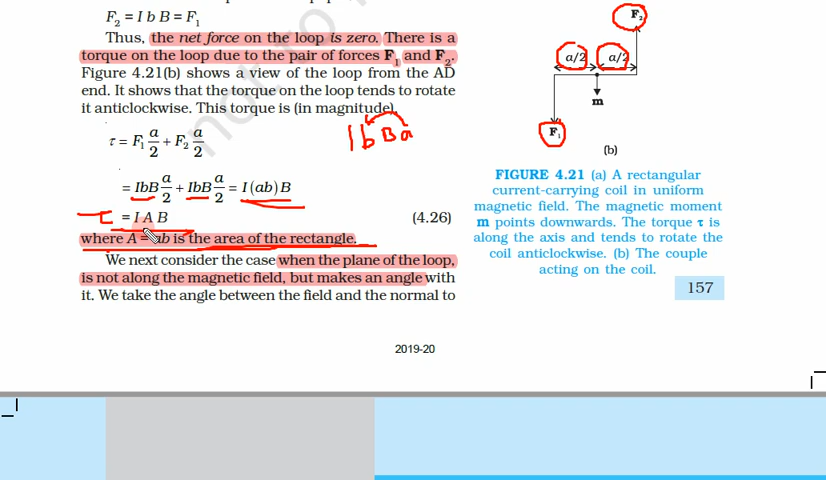 F₂ = I b B = F₁
Thus, the net force on the loop is zero. There is a
torque on the loop due to the pair of forces F₁ and F₂.
Figure 4.21(b) shows a view of the loop from the AD
end. It shows that the torque on the loop tends to rotate
it anticlockwise. This torque is (in magnitude),
τ = F₁ a/2 + F₂ a/2
I b B a
= IbB a/2 + IbB a/2 = I (ab) B
τ = I A B (4.26)
where A = ab is the area of the rectangle.
We next consider the case when the plane of the loop,
is not along the magnetic field, but makes an angle with
it. We take the angle between the field and the normal to
F₂
a/2 a/2
m
F₁
(b)
FIGURE 4.21 (a) A rectangular
current-carrying coil in uniform
magnetic field. The magnetic moment
m points downwards. The torque τ is
along the axis and tends to rotate the
coil anticlockwise. (b) The couple
acting on the coil.
157
2019-20
not to